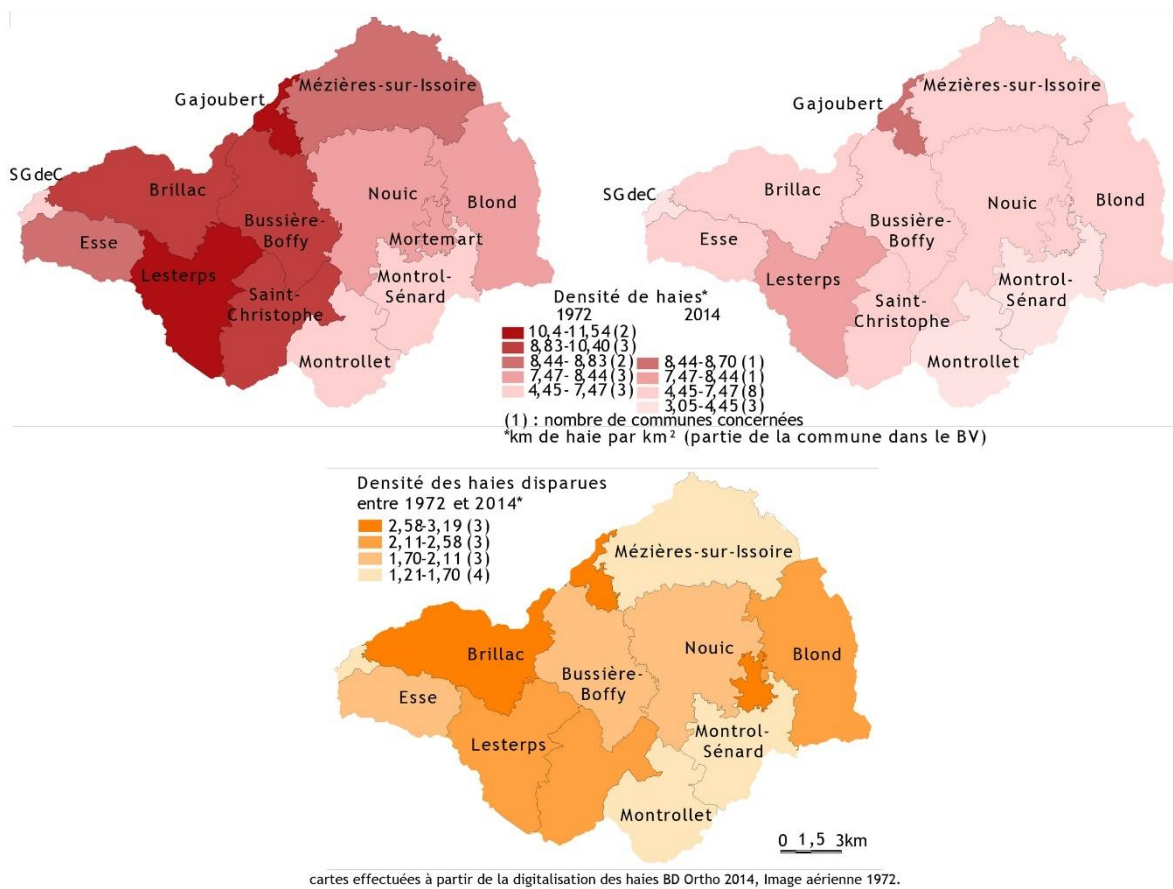 Mézières-sur-Issoire
Gajoubert
SGdeC
Brillac
Nouic
Blond
Bussière-
Boffy
Esse
Mortemart
Lesterps
Montrol-
Sénard
Saint-
Christophe
Montrollet
Mézières-sur-Issoire
Gajoubert
SGdeC
Brillac
Nouic
Blond
Bussière-
Boffy
Esse
Lesterps
Montrol-
Sénard
Saint-
Christophe
Montrollet
Densité de haies*
1972 2014
10,4-11,54 (2)
8,83-10,40 (3)
8,44- 8,83 (2) 8,44-8,70 (1)
7,47- 8,44 (3) 7,47-8,44 (1)
4,45- 7,47 (3) 4,45-7,47 (8)
3,05-4,45 (3)
(1) : nombre de communes concernées
*km de haie par km² (partie de la commune dans le BV)
Densité des haies disparues
entre 1972 et 2014*
2,58-3,19 (3)
2,11-2,58 (3)
1,70-2,11 (3)
1,21-1,70 (4)
Mézières-sur-Issoire
Brillac
Nouic
Blond
Bussière-
Boffy
Esse
Lesterps
Montrol-
Sénard
Montrollet
0 1,5 3km
cartes effectuées à partir de la digitalisation des haies BD Ortho 2014, Image aérienne 1972.